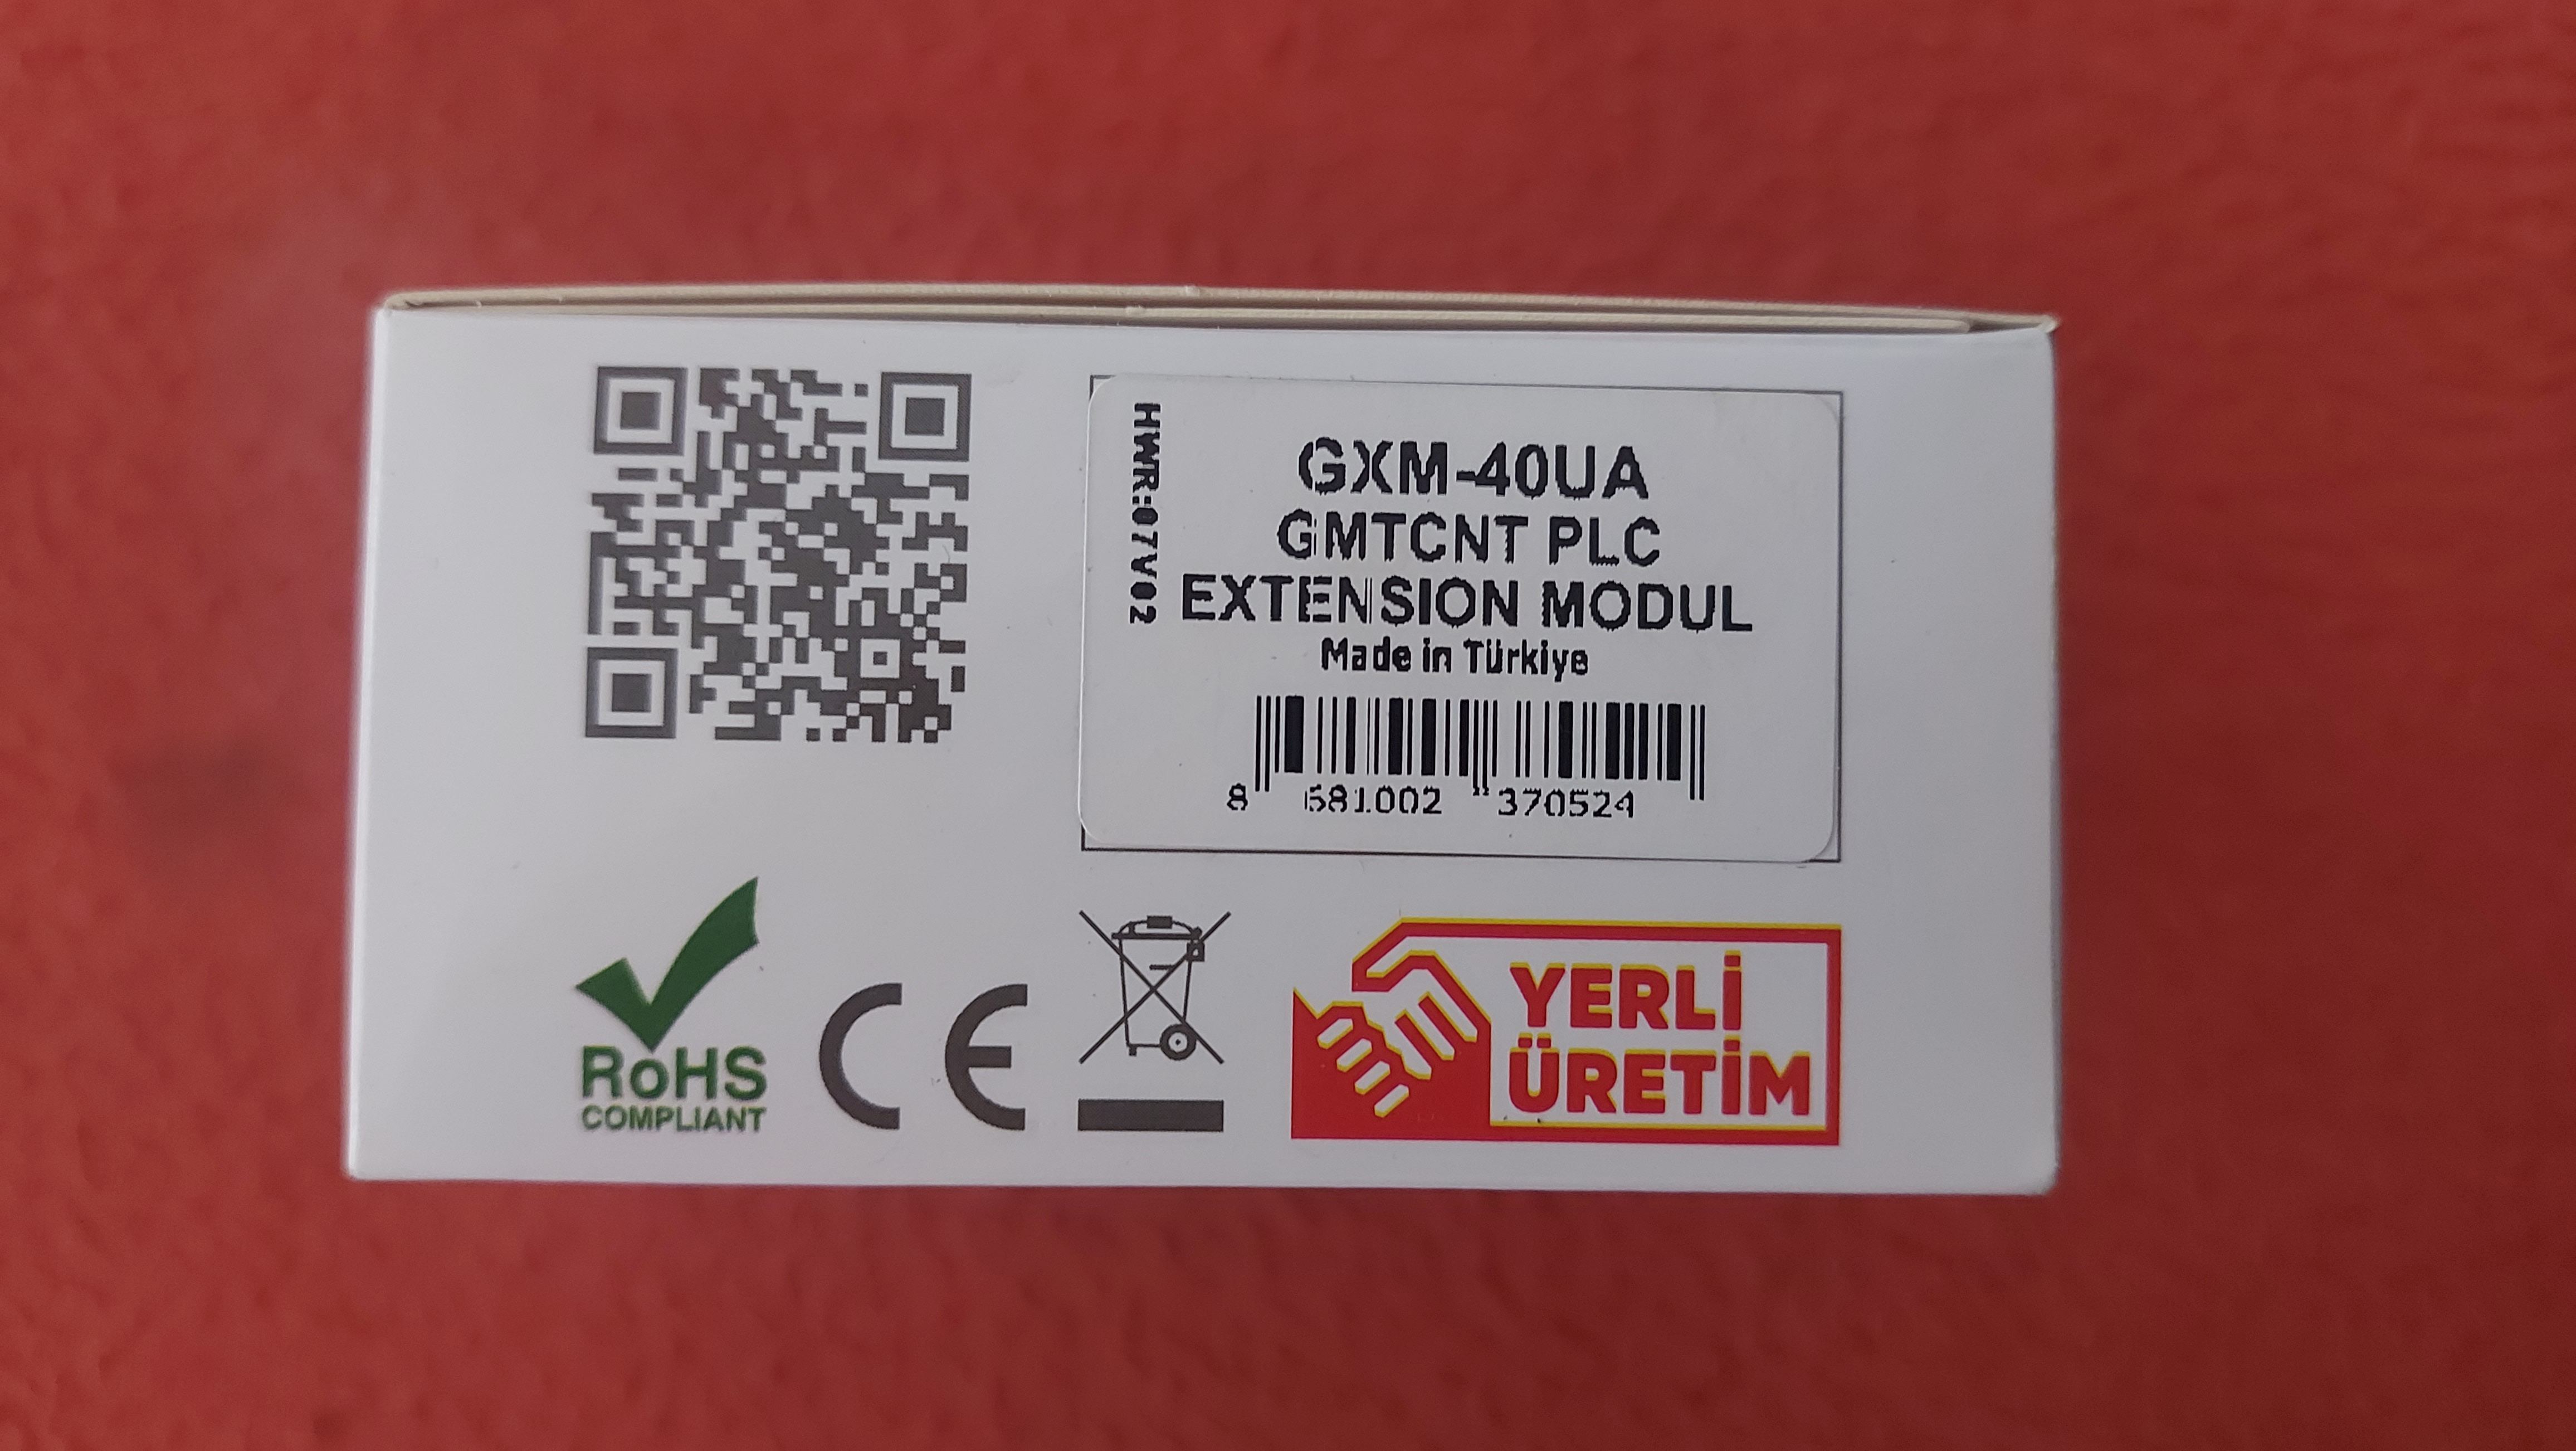 HWR:07V02
GXM-40UA
GMTCNT PLC
EXTENSION MODUL
Made in Türkiye
8 681002 370524
RoHS
COMPLIANT
CE
YERLİ
ÜRETİM